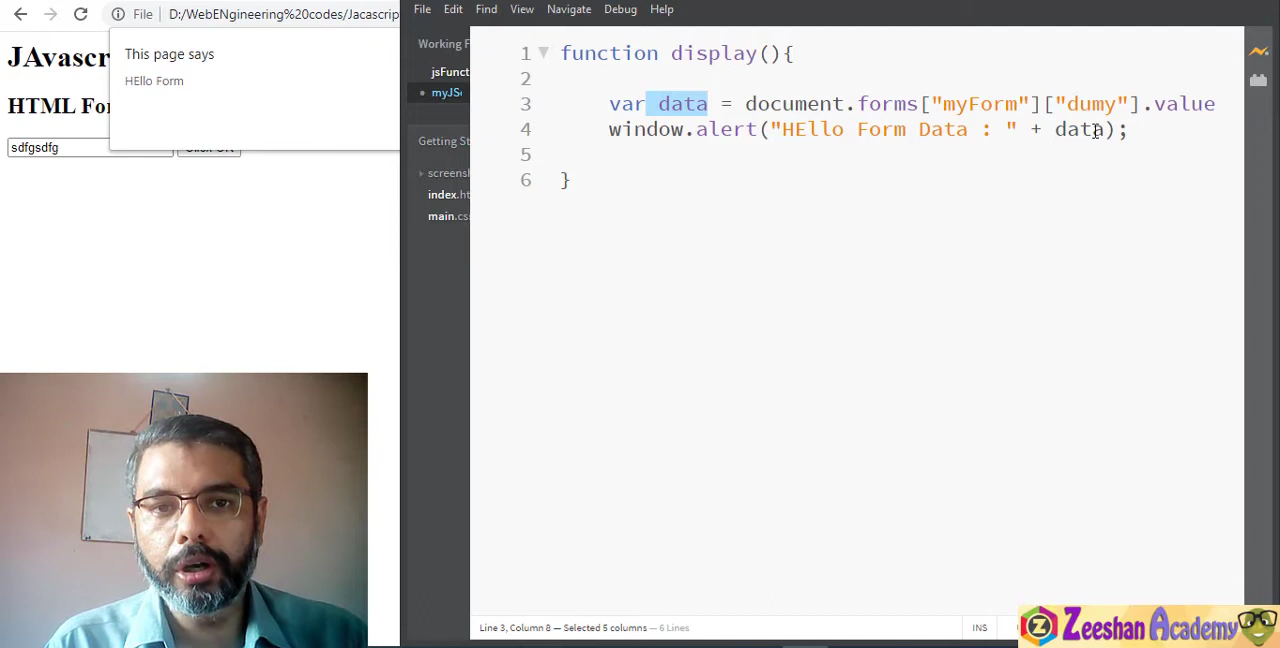 File
D:/WebENgineering%20codes/Jacascrip
JAvascr
This page says
HEllo Form
HTML For
sdfgsdfg
File Edit Find View Navigate Debug Help
Working F
jsFunct
myJSc
Getting St
screensh
index.ht
main.css
1 function display(){
2
3 var data = document.forms["myForm"]["dumy"].value
4 window.alert("HEllo Form Data : " + data);
5
6 }
Line 3, Column 8 — Selected 5 columns — 6 Lines
INS
Zeeshan Academy